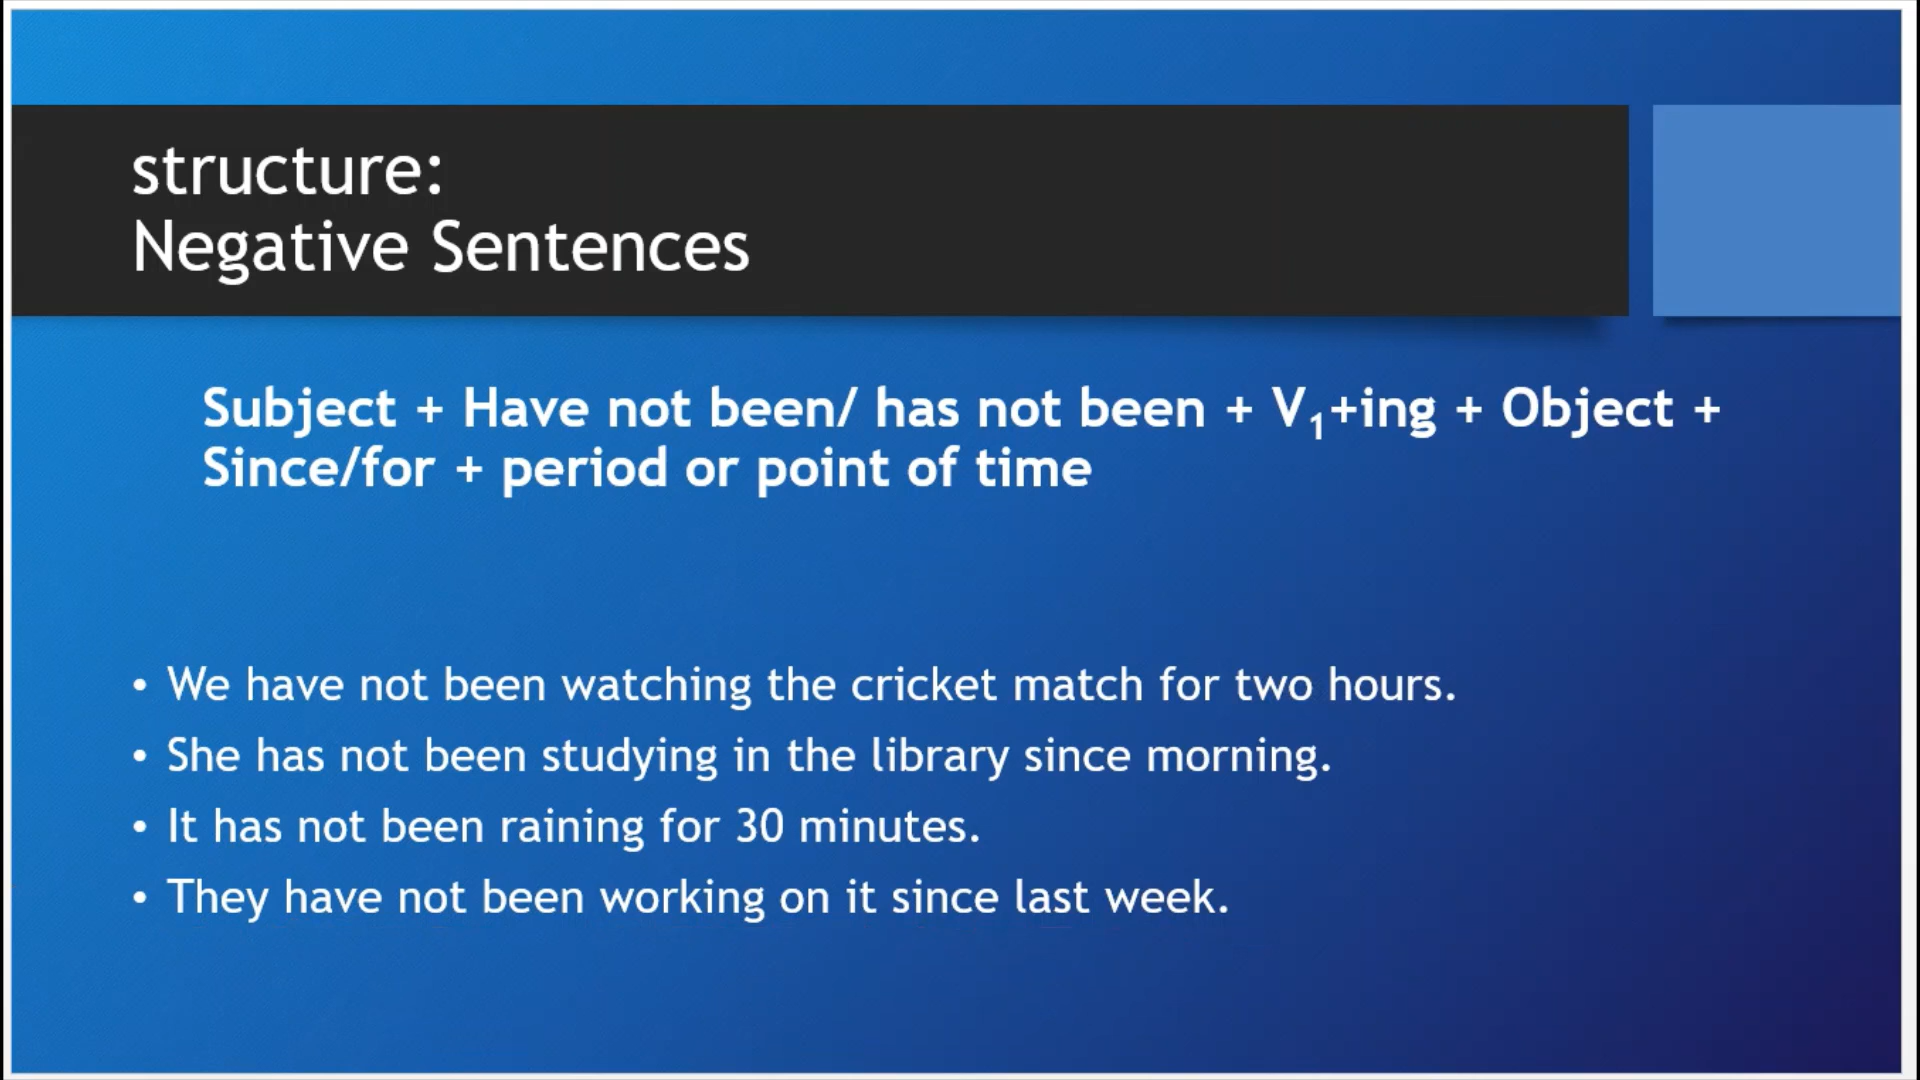 structure:
Negative Sentences
Subject + Have not been/ has not been + V₁+ing + Object +
Since/for + period or point of time
• We have not been watching the cricket match for two hours.
• She has not been studying in the library since morning.
• It has not been raining for 30 minutes.
• They have not been working on it since last week.